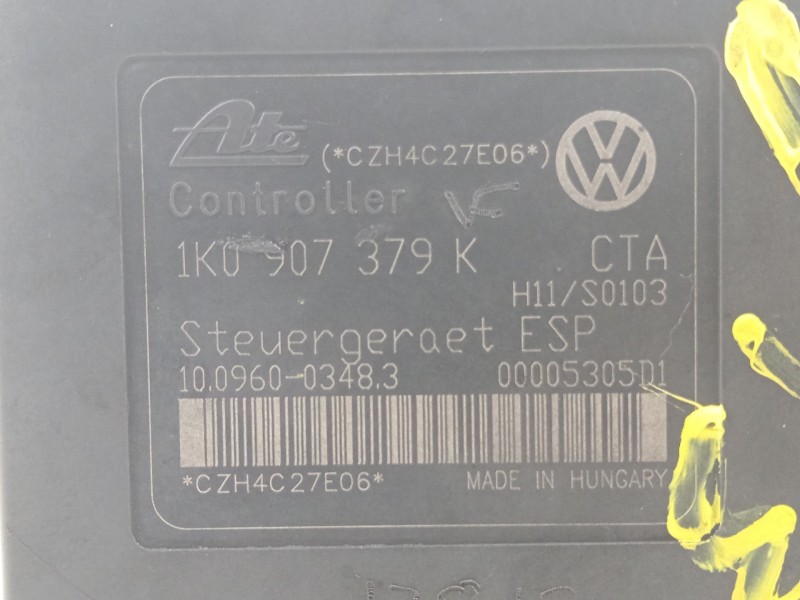 Ate (*CZH4C27E06*)
Controller
1K0 907 379 K CTA
H11/S0103
Steuergeraet ESP
10.0960-0348.3 00005305D1
*CZH4C27E06* MADE IN HUNGARY